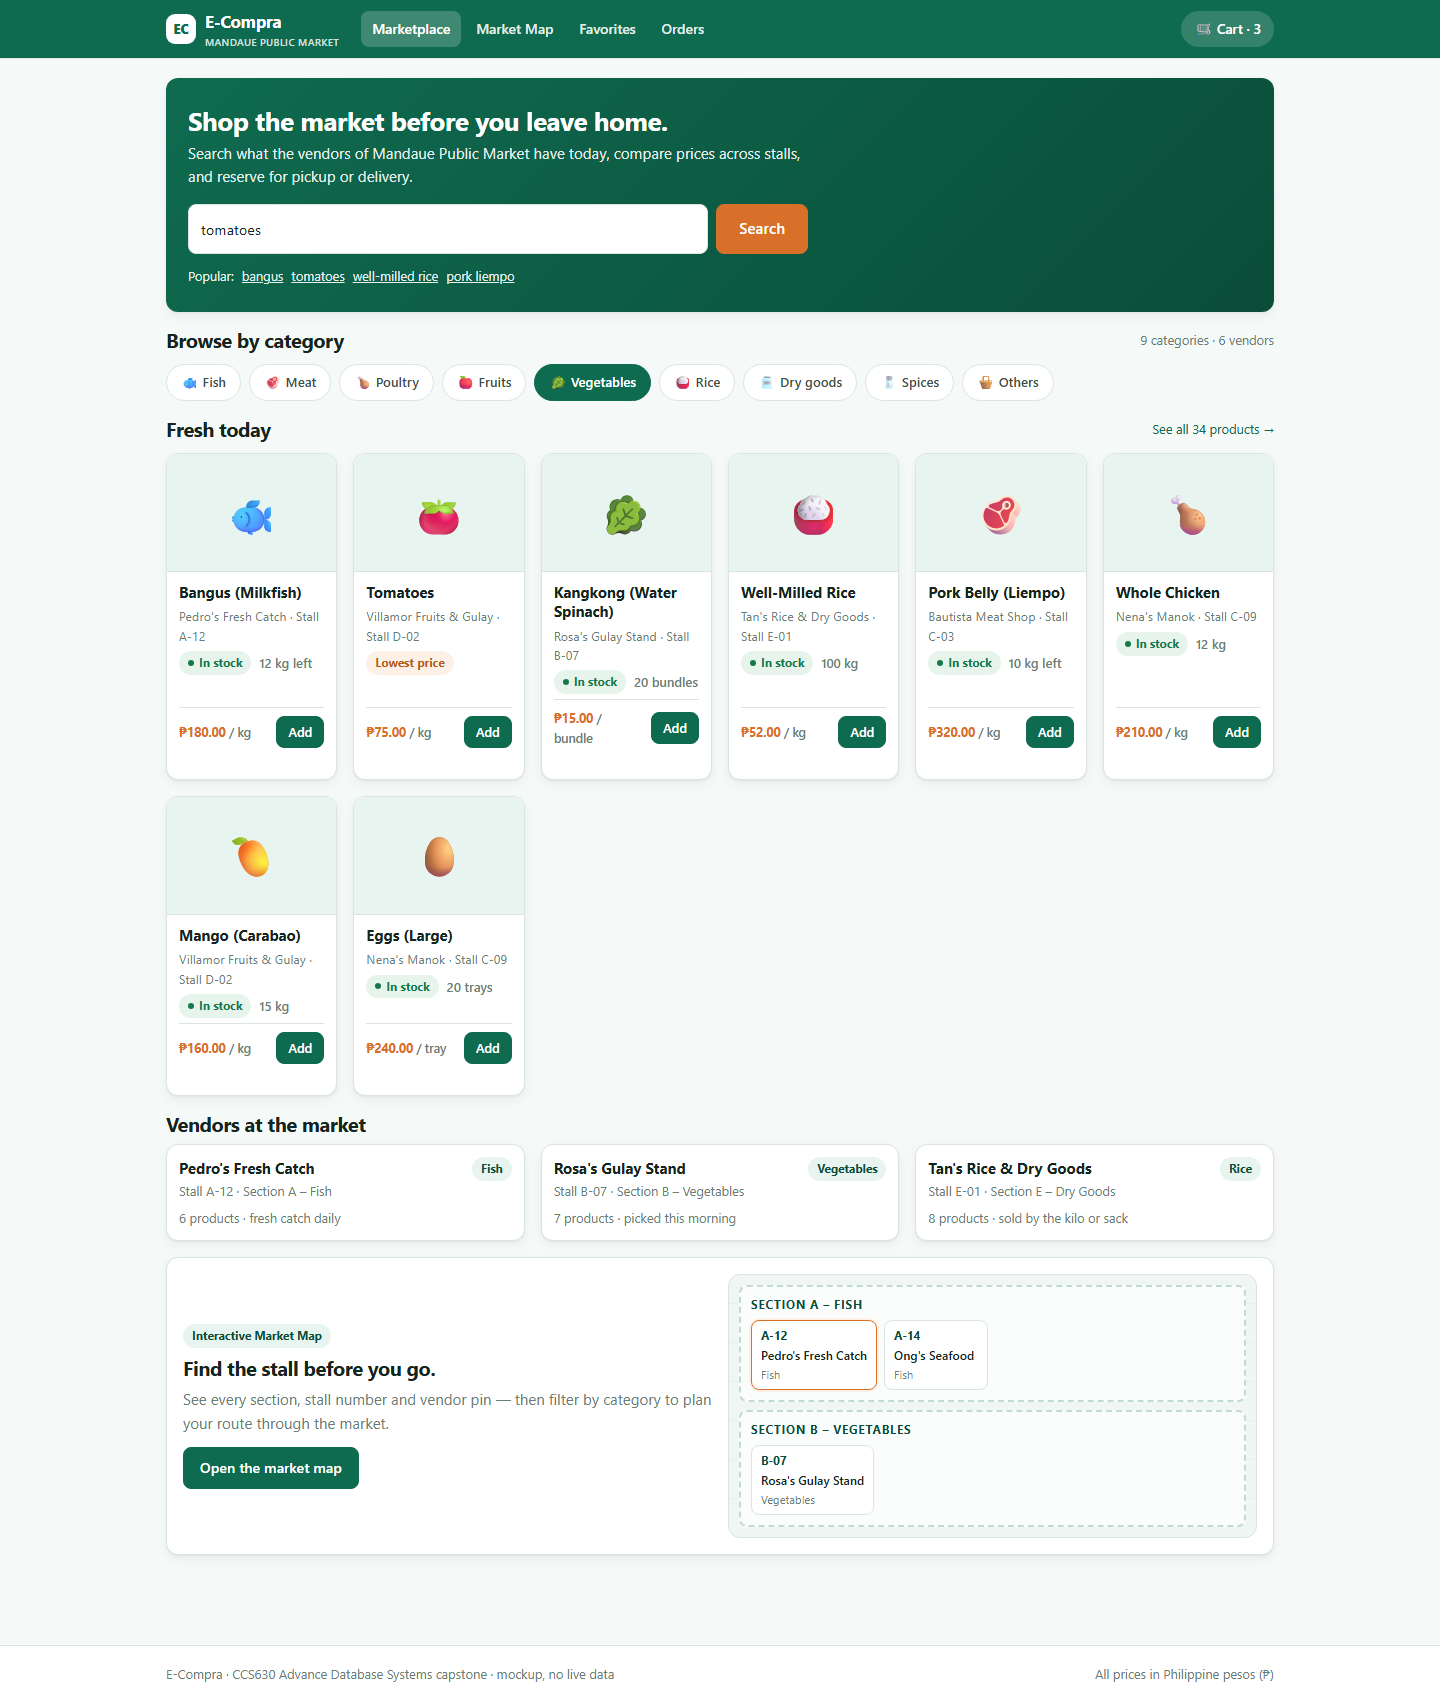 EC
E-Compra
MANDAUE PUBLIC MARKET
Marketplace
Market Map
Favorites
Orders
Cart · 3
Shop the market before you leave home.
Search what the vendors of Mandaue Public Market have today, compare prices across stalls,
and reserve for pickup or delivery.
tomatoes
Search
Popular: bangus tomatoes well-milled rice pork liempo
Browse by category
9 categories · 6 vendors
Fish
Meat
Poultry
Fruits
Vegetables
Rice
Dry goods
Spices
Others
Fresh today
See all 34 products →
Bangus (Milkfish)
Pedro's Fresh Catch · Stall
A-12
In stock
12 kg left
₱180.00 / kg
Add
Tomatoes
Villamor Fruits & Gulay ·
Stall D-02
Lowest price
₱75.00 / kg
Add
Kangkong (Water
Spinach)
Rosa's Gulay Stand · Stall
B-07
In stock
20 bundles
₱15.00 /
bundle
Add
Well-Milled Rice
Tan's Rice & Dry Goods ·
Stall E-01
In stock
100 kg
₱52.00 / kg
Add
Pork Belly (Liempo)
Bautista Meat Shop · Stall
C-03
In stock
10 kg left
₱320.00 / kg
Add
Whole Chicken
Nena's Manok · Stall C-09
In stock
12 kg
₱210.00 / kg
Add
Mango (Carabao)
Villamor Fruits & Gulay ·
Stall D-02
In stock
15 kg
₱160.00 / kg
Add
Eggs (Large)
Nena's Manok · Stall C-09
In stock
20 trays
₱240.00 / tray
Add
Vendors at the market
Pedro's Fresh Catch
Fish
Stall A-12 · Section A – Fish
6 products · fresh catch daily
Rosa's Gulay Stand
Vegetables
Stall B-07 · Section B – Vegetables
7 products · picked this morning
Tan's Rice & Dry Goods
Rice
Stall E-01 · Section E – Dry Goods
8 products · sold by the kilo or sack
Interactive Market Map
Find the stall before you go.
See every section, stall number and vendor pin — then filter by category to plan
your route through the market.
Open the market map
SECTION A – FISH
A-12
Pedro's Fresh Catch
Fish
A-14
Ong's Seafood
Fish
SECTION B – VEGETABLES
B-07
Rosa's Gulay Stand
Vegetables
E-Compra · CCS630 Advance Database Systems capstone · mockup, no live data
All prices in Philippine pesos (₱)